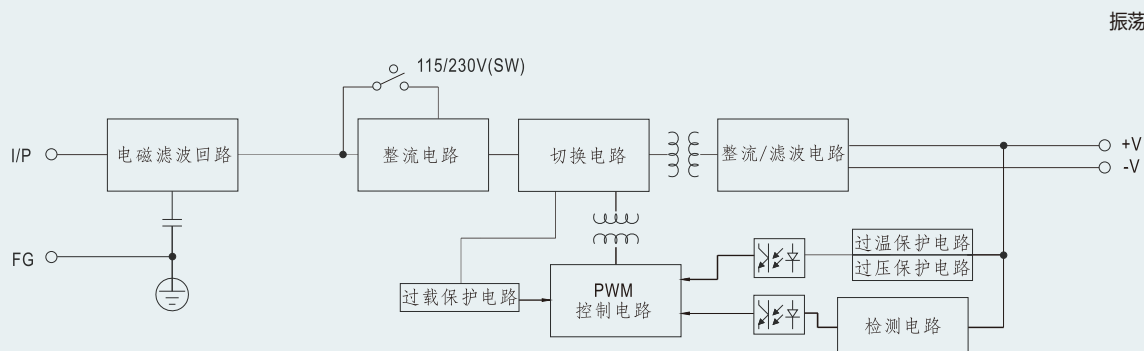 振荡
115/230V(SW)
I/P
电磁滤波回路
整流电路
切换电路
整流/滤波电路
+V
-V
FG
过载保护电路
PWM
控制电路
过温保护电路
过压保护电路
检测电路